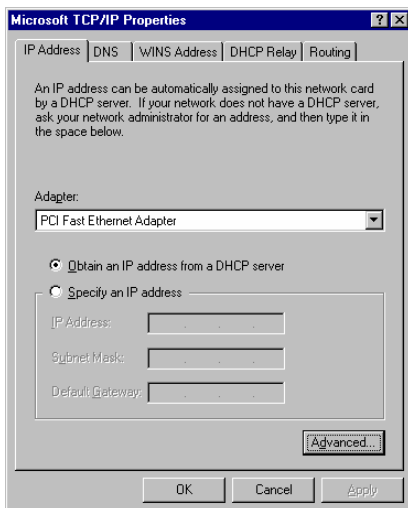 Microsoft TCP/IP Properties
IP Address DNS WINS Address DHCP Relay Routing
An IP address can be automatically assigned to this network card
by a DHCP server. If your network does not have a DHCP server,
ask your network administrator for an address, and then type it in
the space below.
Adapter:
PCI Fast Ethernet Adapter
Obtain an IP address from a DHCP server
Specify an IP address
IP Address:
Subnet Mask:
Default Gateway:
Advanced...
OK Cancel Apply